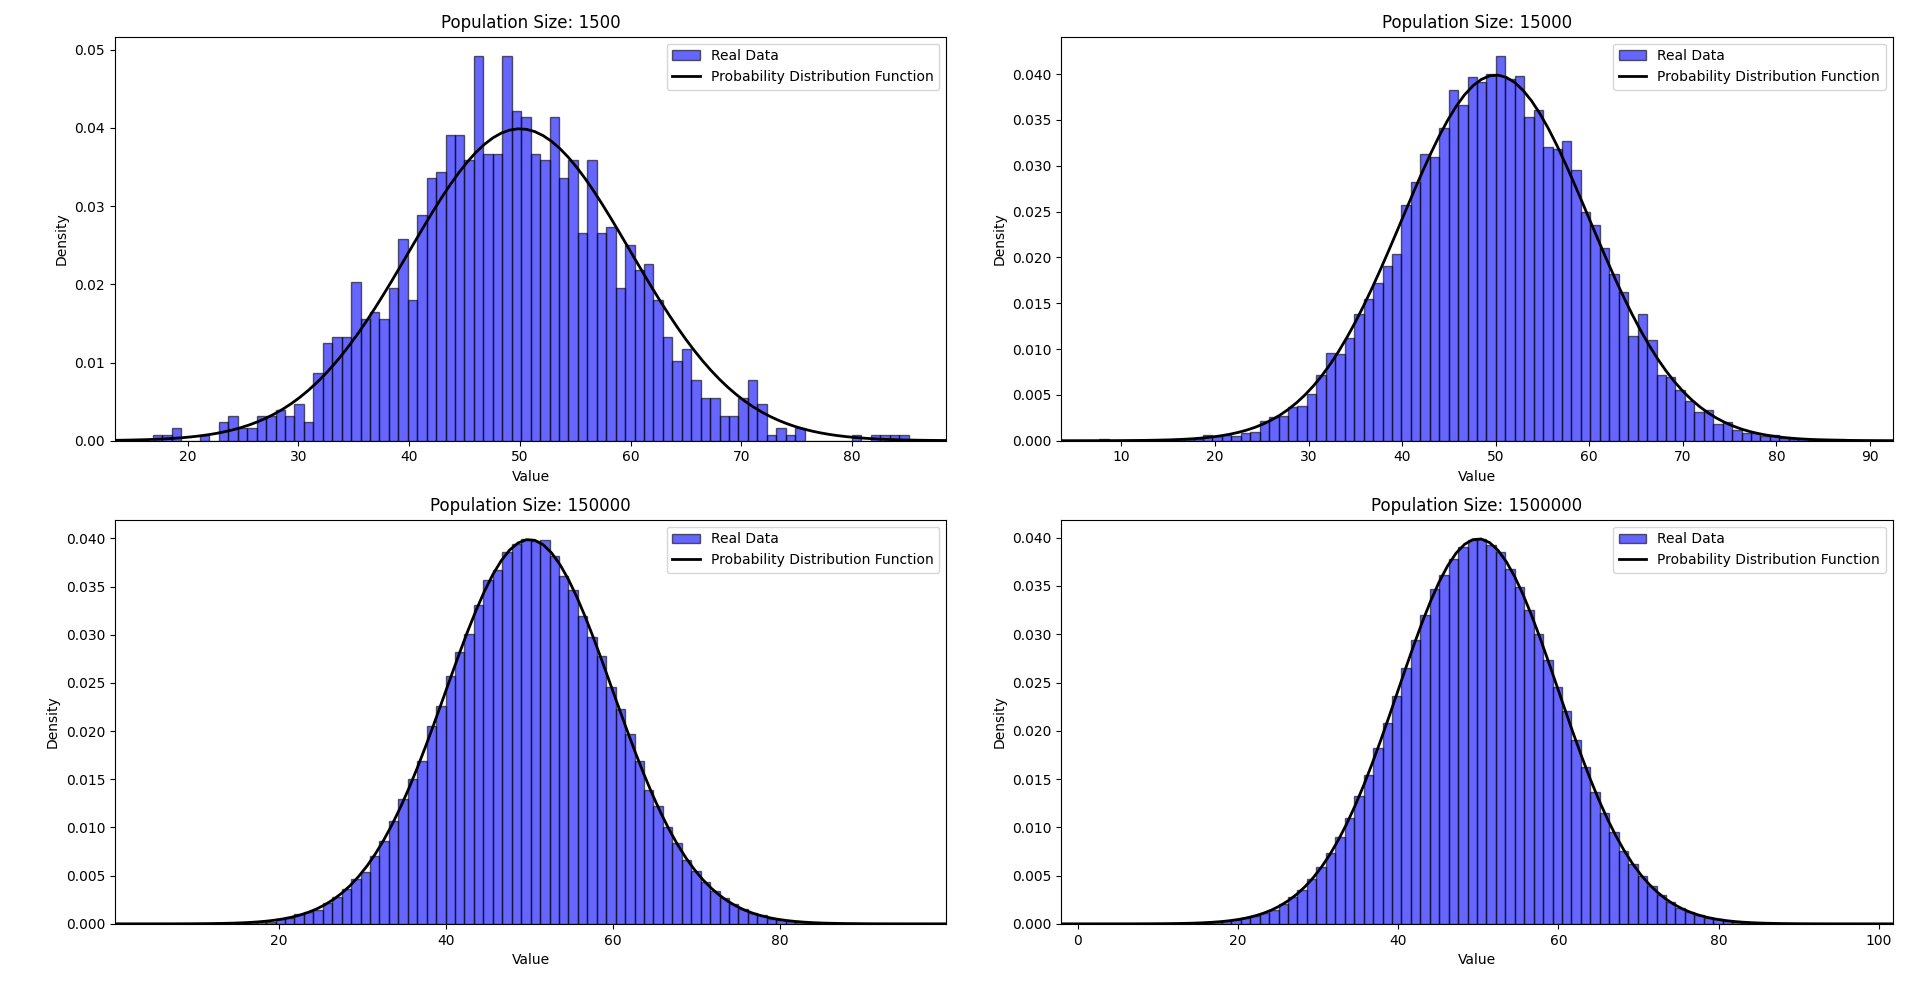 Population Size: 1500
0.05
0.04
0.03
0.02
0.01
0.00
Density
Real Data
Probability Distribution Function
20 30 40 50 60 70 80
Value
Population Size: 15000
0.040
0.035
0.030
0.025
0.020
0.015
0.010
0.005
0.000
Density
Real Data
Probability Distribution Function
10 20 30 40 50 60 70 80 90
Value
Population Size: 150000
0.040
0.035
0.030
0.025
0.020
0.015
0.010
0.005
0.000
Density
Real Data
Probability Distribution Function
20 40 60 80
Value
Population Size: 1500000
0.040
0.035
0.030
0.025
0.020
0.015
0.010
0.005
0.000
Density
Real Data
Probability Distribution Function
0 20 40 60 80 100
Value